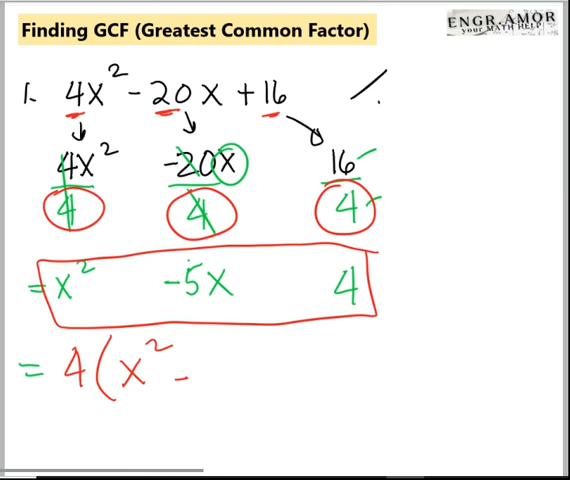 Finding GCF (Greatest Common Factor)
ENGR.AMOR
your MATH HELP
1. 4x² - 20x + 16
4x² -20x 16
4 4 4
= x² -5x 4
= 4(x² -